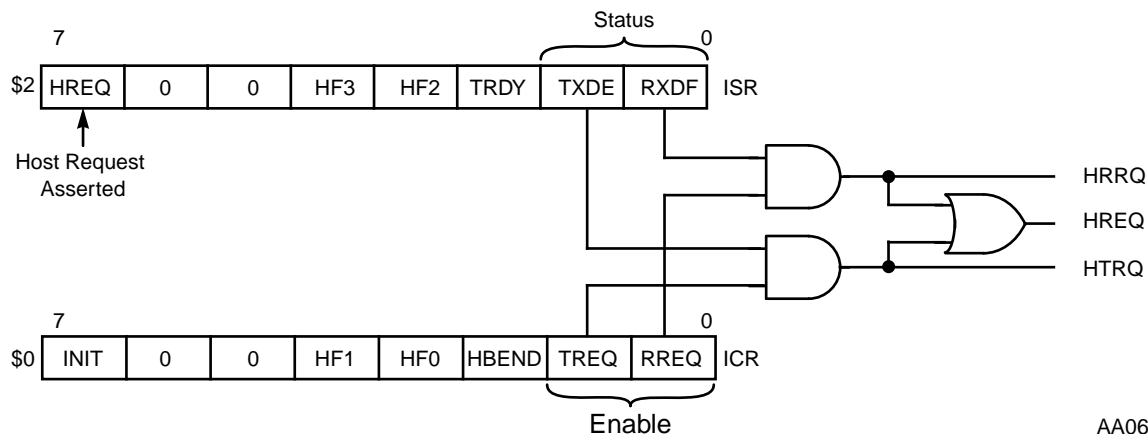 Status
7 0
$2 HREQ 0 0 HF3 HF2 TRDY TXDE RXDF ISR
Host Request
Asserted
HRRQ
HREQ
HTRQ
7 0
$0 INIT 0 0 HF1 HF0 HBEND TREQ RREQ ICR
Enable
AA06